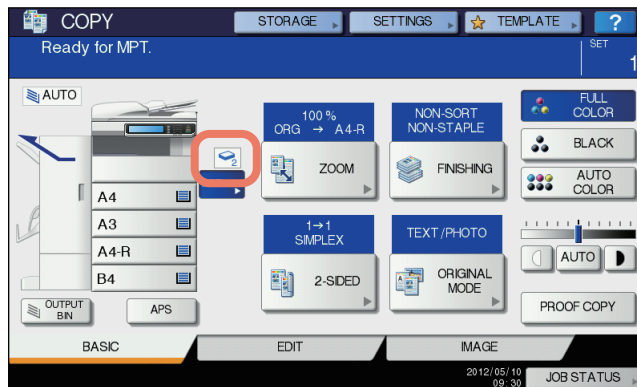 COPY
STORAGE
SETTINGS
TEMPLATE
?
Ready for MPT.
SET
1
AUTO
A4
A3
A4-R
B4
2
OUTPUT
BIN
APS
100 %
ORG → A4-R
ZOOM
NON-SORT
NON-STAPLE
FINISHING
1→1
SIMPLEX
2-SIDED
TEXT/PHOTO
ORIGINAL
MODE
FULL
COLOR
BLACK
AUTO
COLOR
AUTO
PROOF COPY
BASIC
EDIT
IMAGE
2012/05/10
09:30
JOB STATUS